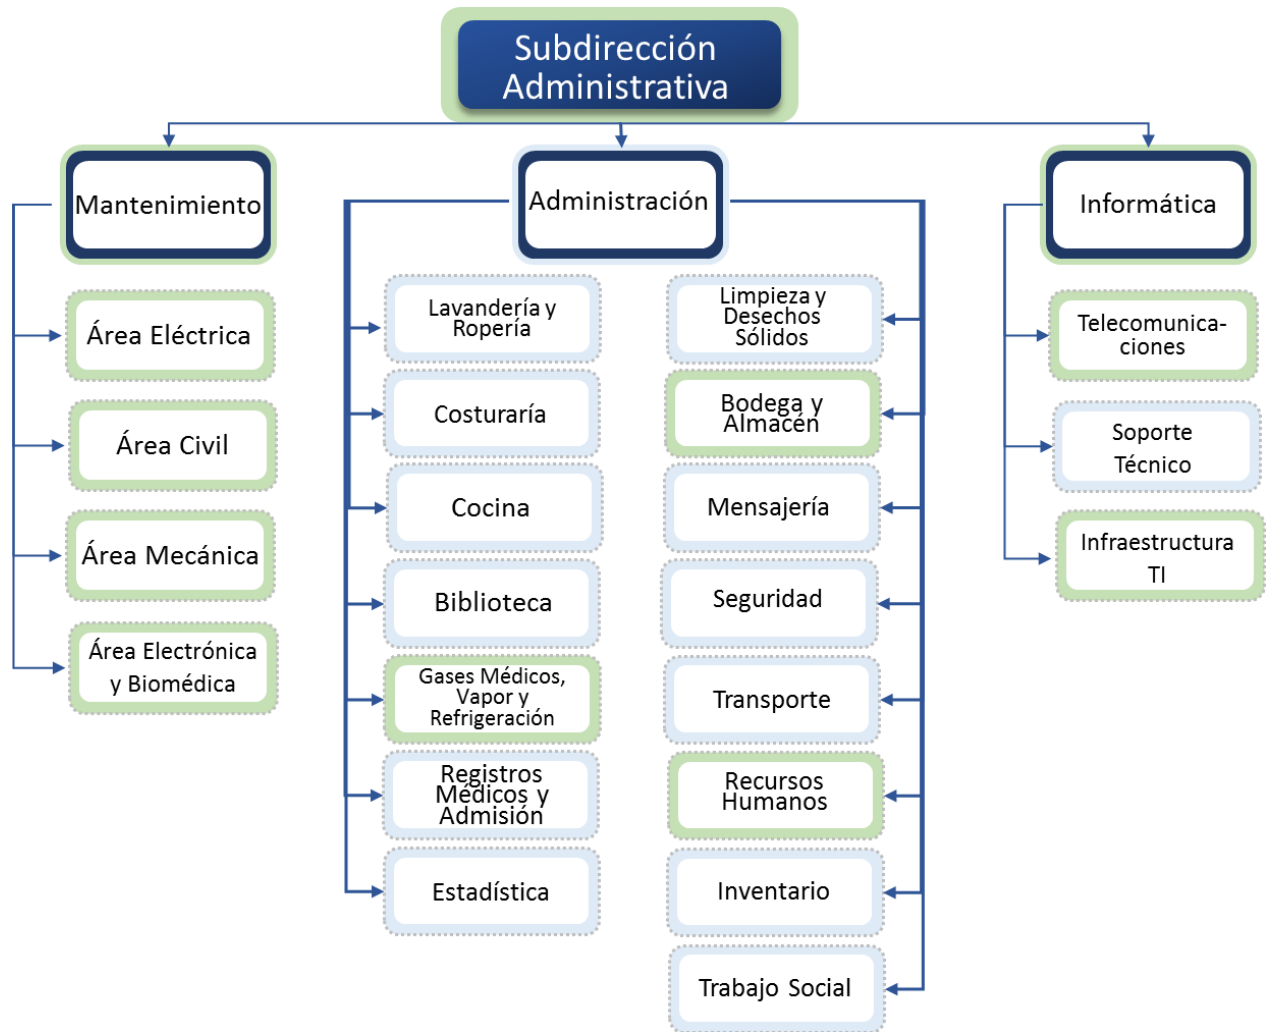 Subdirección
Administrativa
Mantenimiento
Administración
Informática
Área Eléctrica
Área Civil
Área Mecánica
Área Electrónica
y Biomédica
Lavandería y
Ropería
Costuraría
Cocina
Biblioteca
Gases Médicos,
Vapor y
Refrigeración
Registros
Médicos y
Admisión
Estadística
Limpieza y
Desechos
Sólidos
Bodega y
Almacén
Mensajería
Seguridad
Transporte
Recursos
Humanos
Inventario
Trabajo Social
Telecomunica-
ciones
Soporte
Técnico
Infraestructura
TI